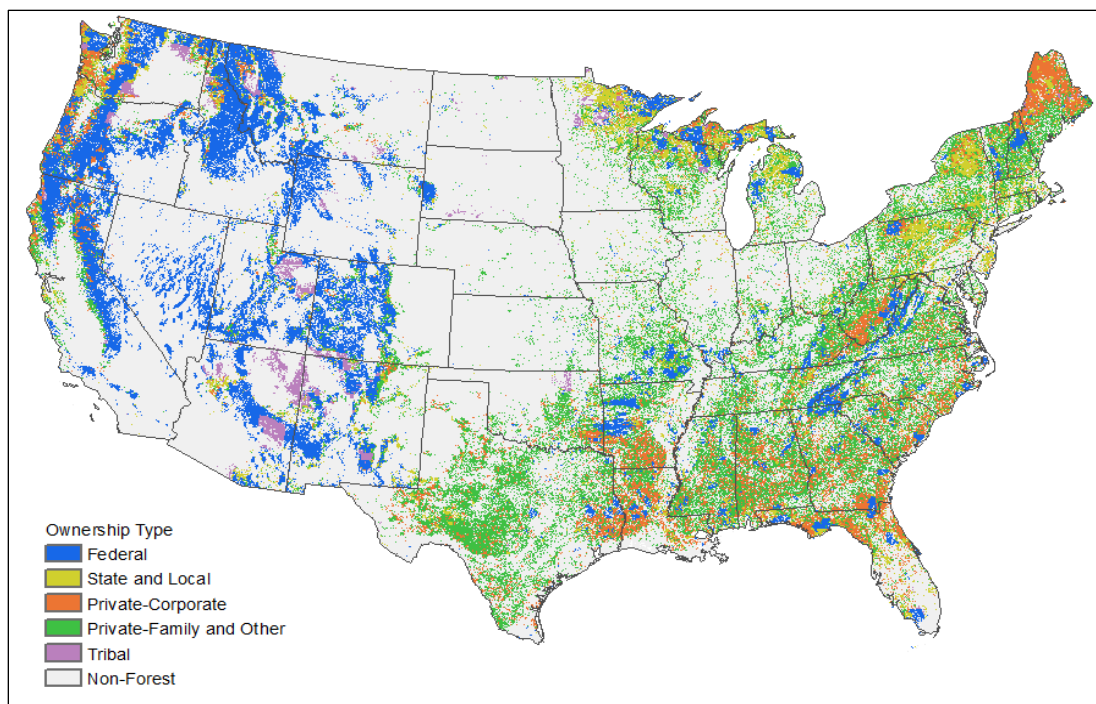 Ownership Type
Federal
State and Local
Private-Corporate
Private-Family and Other
Tribal
Non-Forest